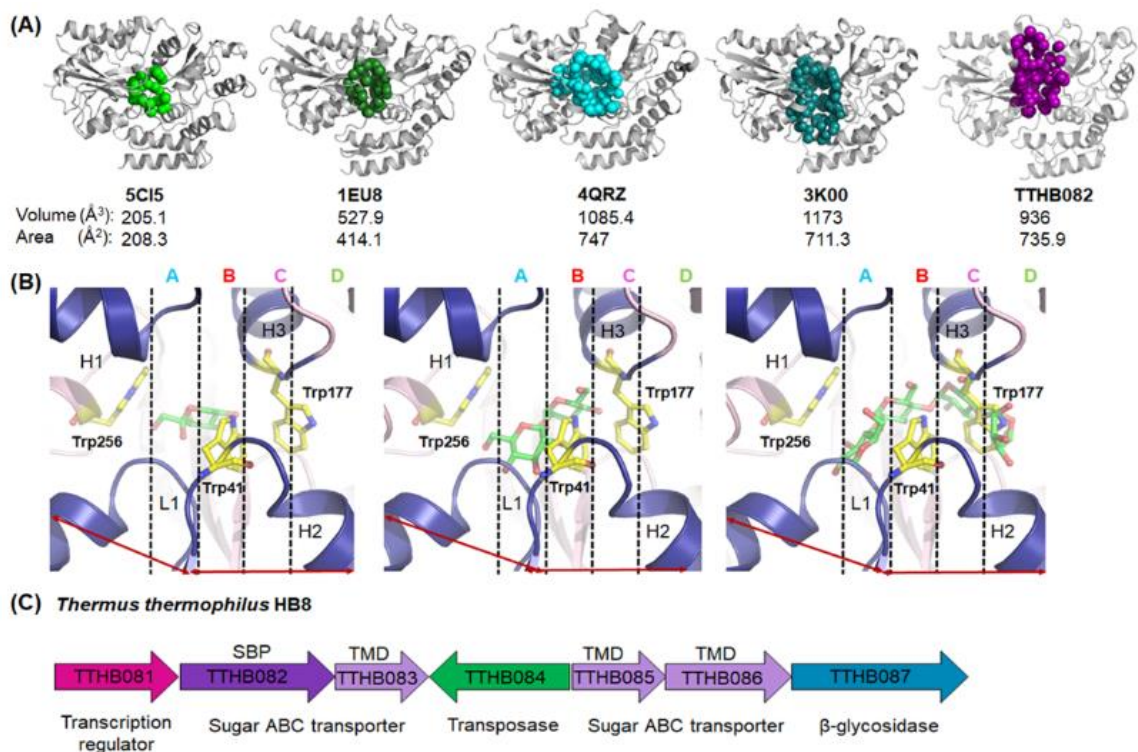 (A)
5CI5 1EU8 4QRZ 3K00 TTHB082
Volume (Å³): 205.1 527.9 1085.4 1173 936
Area (Å²): 208.3 414.1 747 711.3 735.9
(B) A B C D A B C D A B C D
H3 H3 H3
H1 H1 H1
Trp177 Trp177 Trp177
Trp256 Trp256 Trp256
Trp41 Trp41 Trp41
L1 L1 L1
H2 H2 H2
(C) Thermus thermophilus HB8
SBP TMD TMD TMD
TTHB081 TTHB082 TTHB083 TTHB084 TTHB085 TTHB086 TTHB087
Transcription regulator Sugar ABC transporter Transposase Sugar ABC transporter β-glycosidase